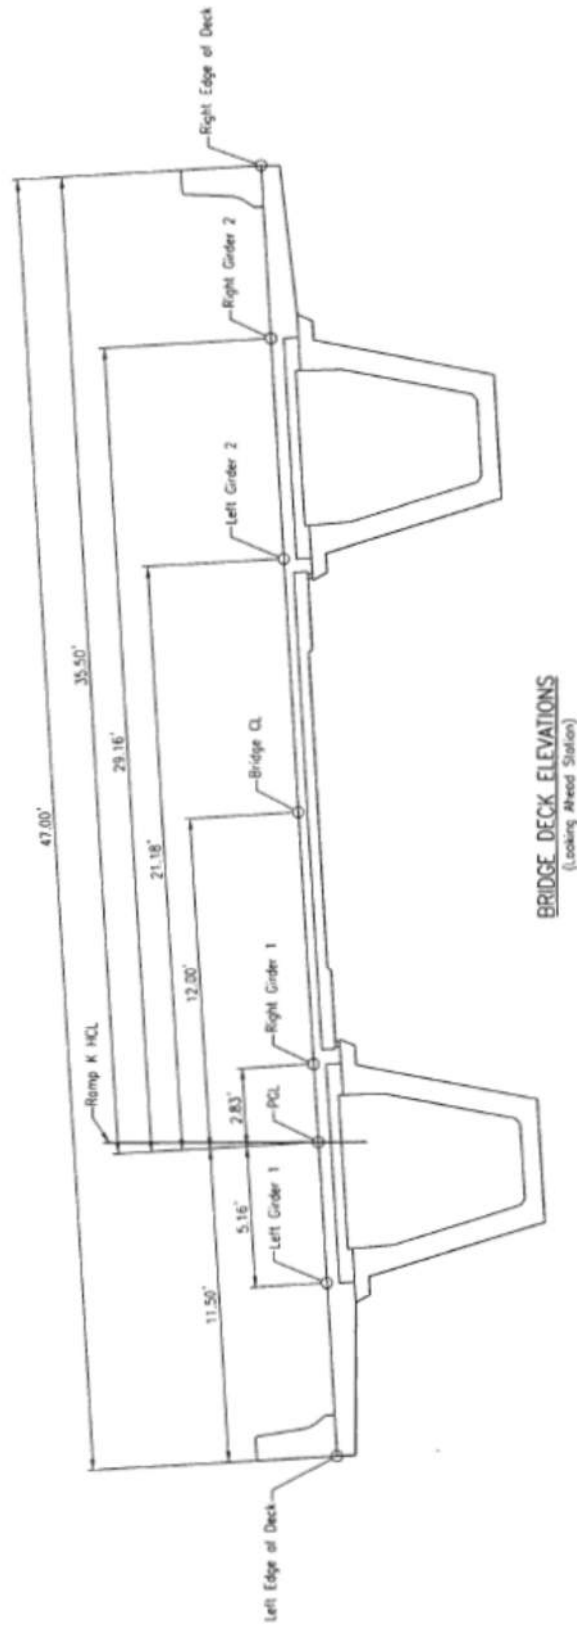 Right Edge of Deck
Right Girder 2
Left Girder 2
47.00'
35.50'
29.16'
21.18'
Bridge CL
12.00'
Ramp K HCL
Right Girder 1
2.83'
PGL
5.16'
Left Girder 1
11.50'
Left Edge of Deck
BRIDGE DECK ELEVATIONS
(Looking Ahead Station)